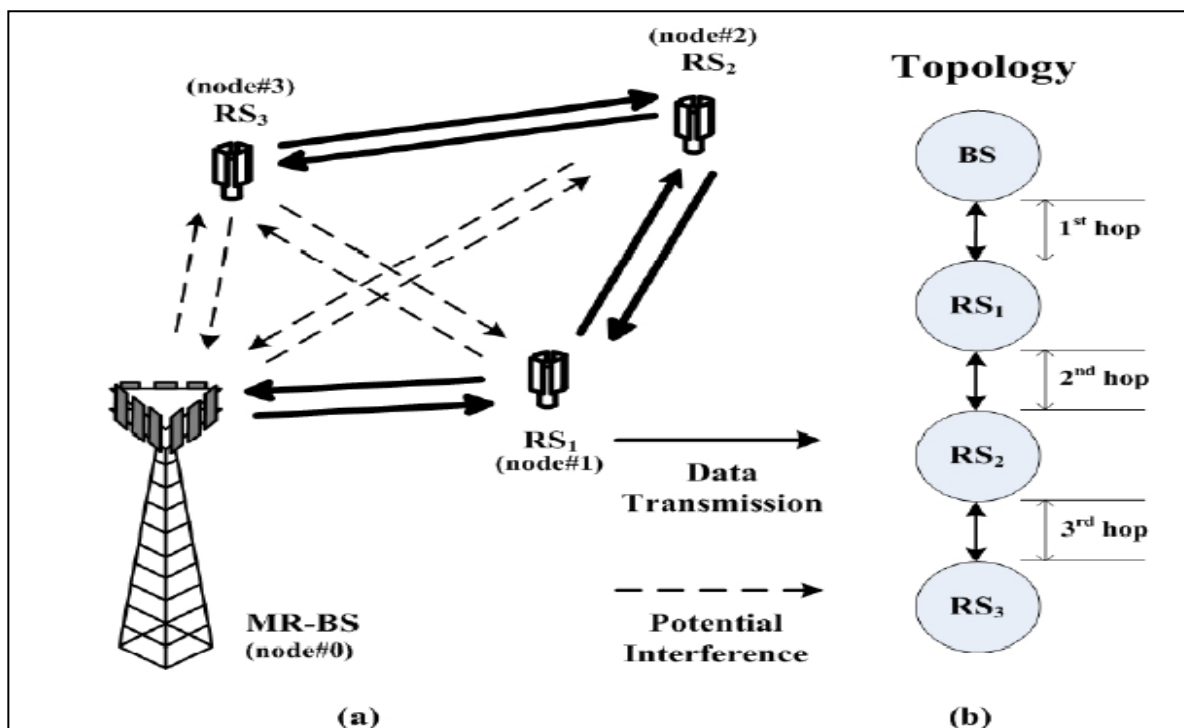 (node#2)
RS₂
(node#3)
RS₃
RS₁
(node#1)
MR-BS
(node#0)
Data
Transmission
Potential
Interference
(a)
Topology
BS
1ˢᵗ hop
RS₁
2ⁿᵈ hop
RS₂
3ʳᵈ hop
RS₃
(b)